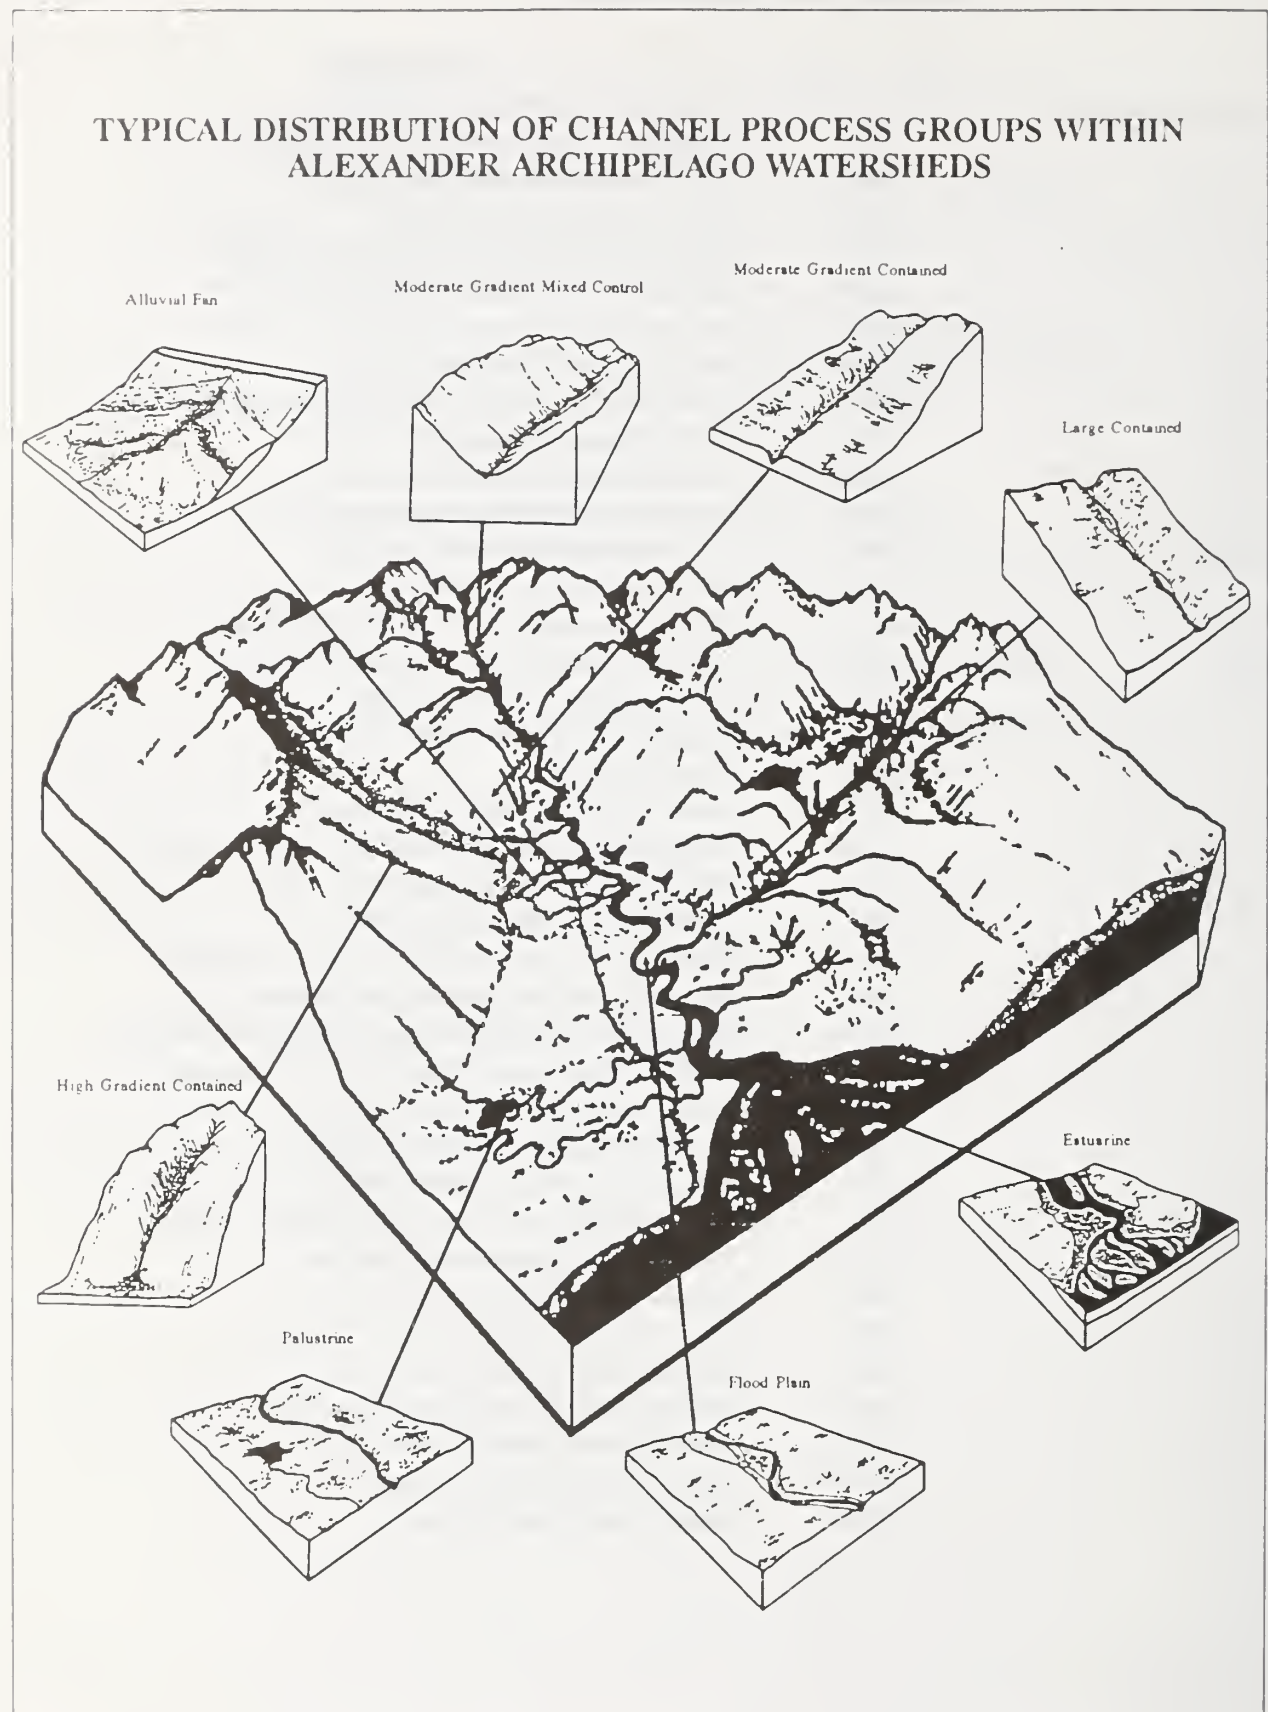 TYPICAL DISTRIBUTION OF CHANNEL PROCESS GROUPS WITHIN
ALEXANDER ARCHIPELAGO WATERSHEDS
Moderate Gradient Contained
Moderate Gradient Mixed Control
Alluvial Fan
Large Contained
High Gradient Contained
Estuarine
Palustrine
Flood Plain